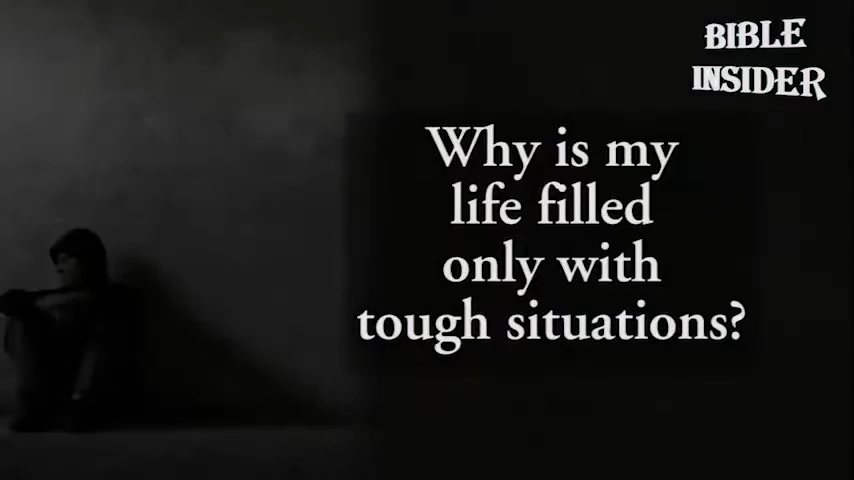 BIBLE
INSIDER
Why is my
life filled
only with
tough situations?